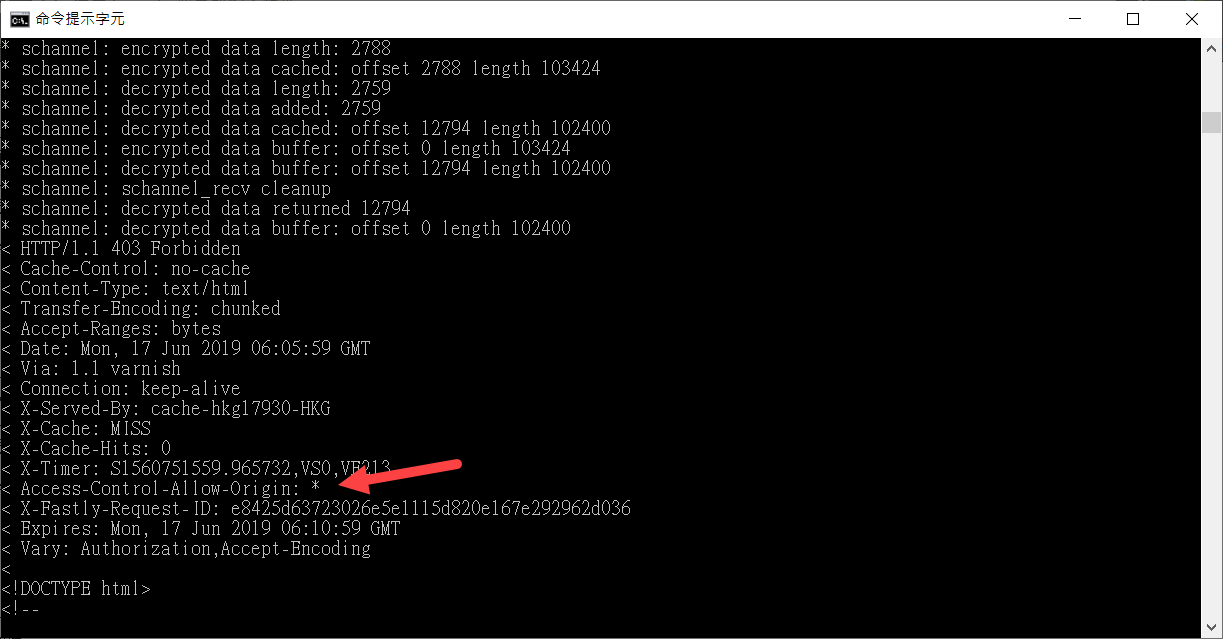 命令提示字元
* schannel: encrypted data length: 2788
* schannel: encrypted data cached: offset 2788 length 103424
* schannel: decrypted data length: 2759
* schannel: decrypted data added: 2759
* schannel: decrypted data cached: offset 12794 length 102400
* schannel: encrypted data buffer: offset 0 length 103424
* schannel: decrypted data buffer: offset 12794 length 102400
* schannel: schannel_recv cleanup
* schannel: decrypted data returned 12794
* schannel: decrypted data buffer: offset 0 length 102400
< HTTP/1.1 403 Forbidden
< Cache-Control: no-cache
< Content-Type: text/html
< Transfer-Encoding: chunked
< Accept-Ranges: bytes
< Date: Mon, 17 Jun 2019 06:05:59 GMT
< Via: 1.1 varnish
< Connection: keep-alive
< X-Served-By: cache-hkg17930-HKG
< X-Cache: MISS
< X-Cache-Hits: 0
< X-Timer: S1560751559.965732,VS0,VE213
< Access-Control-Allow-Origin: *
< X-Fastly-Request-ID: e8425d63723026e5e1115d820e167e292962d036
< Expires: Mon, 17 Jun 2019 06:10:59 GMT
< Vary: Authorization,Accept-Encoding
<
<!DOCTYPE html>
<!--